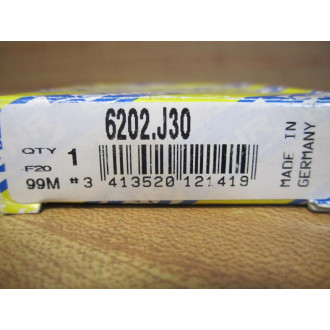 6202.J30
QTY 1
F20
99M #3 413520 121419
MADE IN
GERMANY